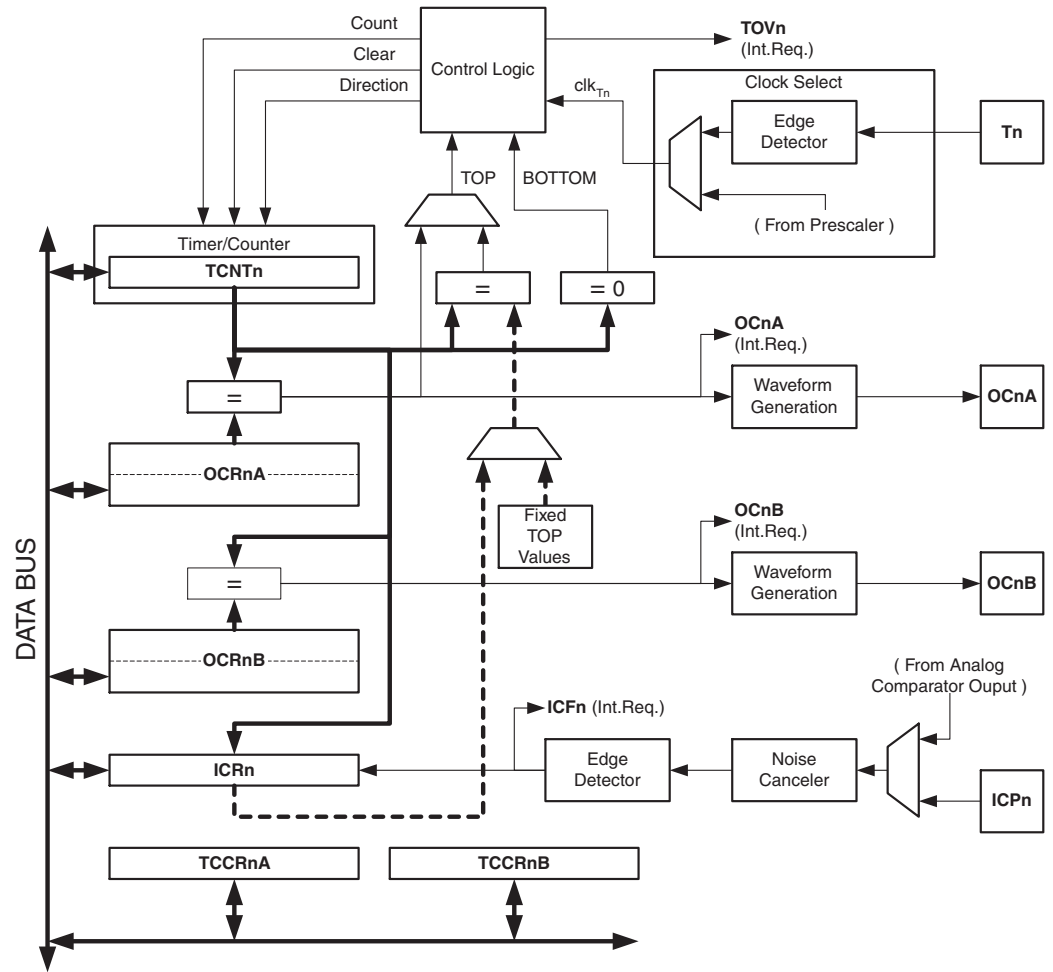 Count
Clear
Direction
Control Logic
TOVn
(Int.Req.)
clkTn
Clock Select
Edge
Detector
Tn
( From Prescaler )
TOP
BOTTOM
Timer/Counter
TCNTn
=
= 0
OCnA
(Int.Req.)
=
Waveform
Generation
OCnA
OCRnA
Fixed
TOP
Values
OCnB
(Int.Req.)
=
Waveform
Generation
OCnB
OCRnB
DATA BUS
( From Analog
Comparator Ouput )
ICFn (Int.Req.)
ICRn
Edge
Detector
Noise
Canceler
ICPn
TCCRnA
TCCRnB